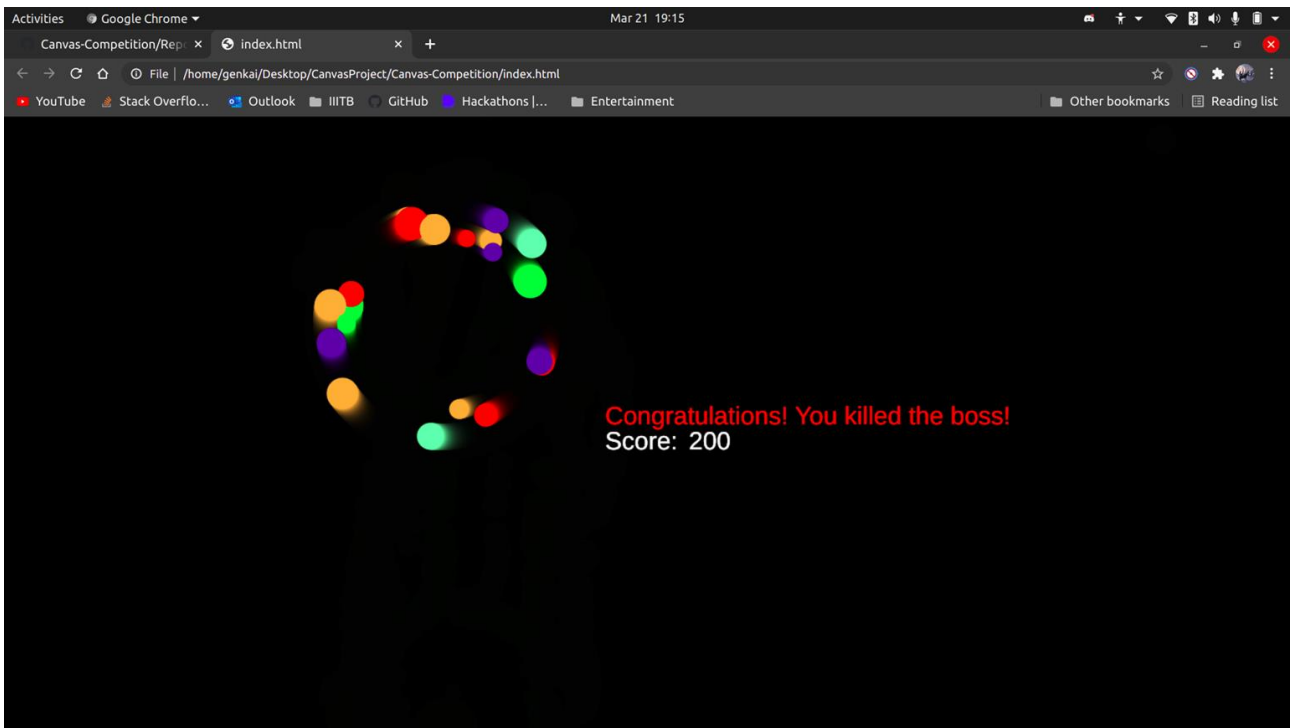 Activities Google Chrome Mar 21 19:15
Canvas-Competition/Rep index.html
File /home/genkai/Desktop/CanvasProject/Canvas-Competition/index.html
YouTube Stack Overflo... Outlook IIITB GitHub Hackathons |... Entertainment Other bookmarks Reading list
Congratulations! You killed the boss!
Score: 200